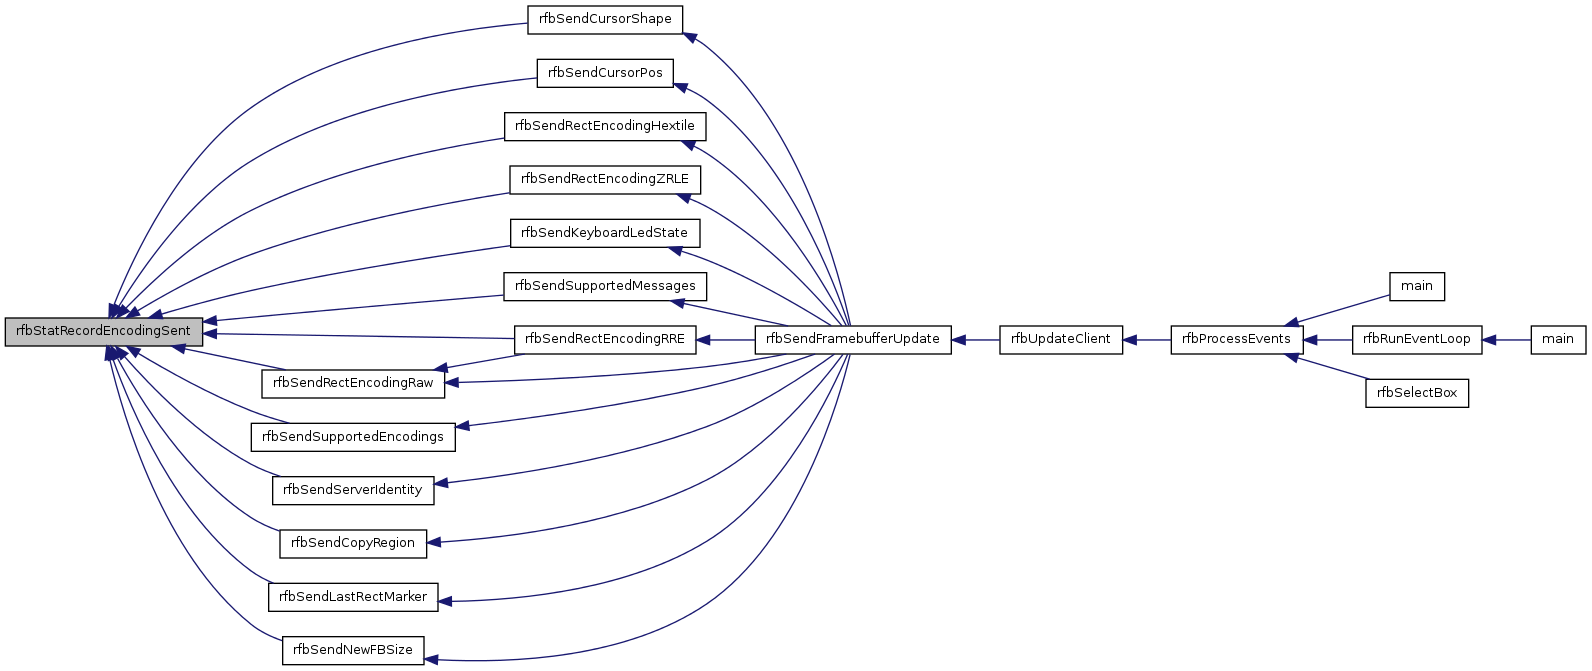 rfbSendCursorShape
rfbSendCursorPos
rfbSendRectEncodingHextile
rfbSendRectEncodingZRLE
rfbSendKeyboardLedState
rfbSendSupportedMessages
main
rfbStatRecordEncodingSent
rfbSendRectEncodingRRE
rfbSendFramebufferUpdate
rfbUpdateClient
rfbProcessEvents
rfbRunEventLoop
main
rfbSendRectEncodingRaw
rfbSelectBox
rfbSendSupportedEncodings
rfbSendServerIdentity
rfbSendCopyRegion
rfbSendLastRectMarker
rfbSendNewFBSize